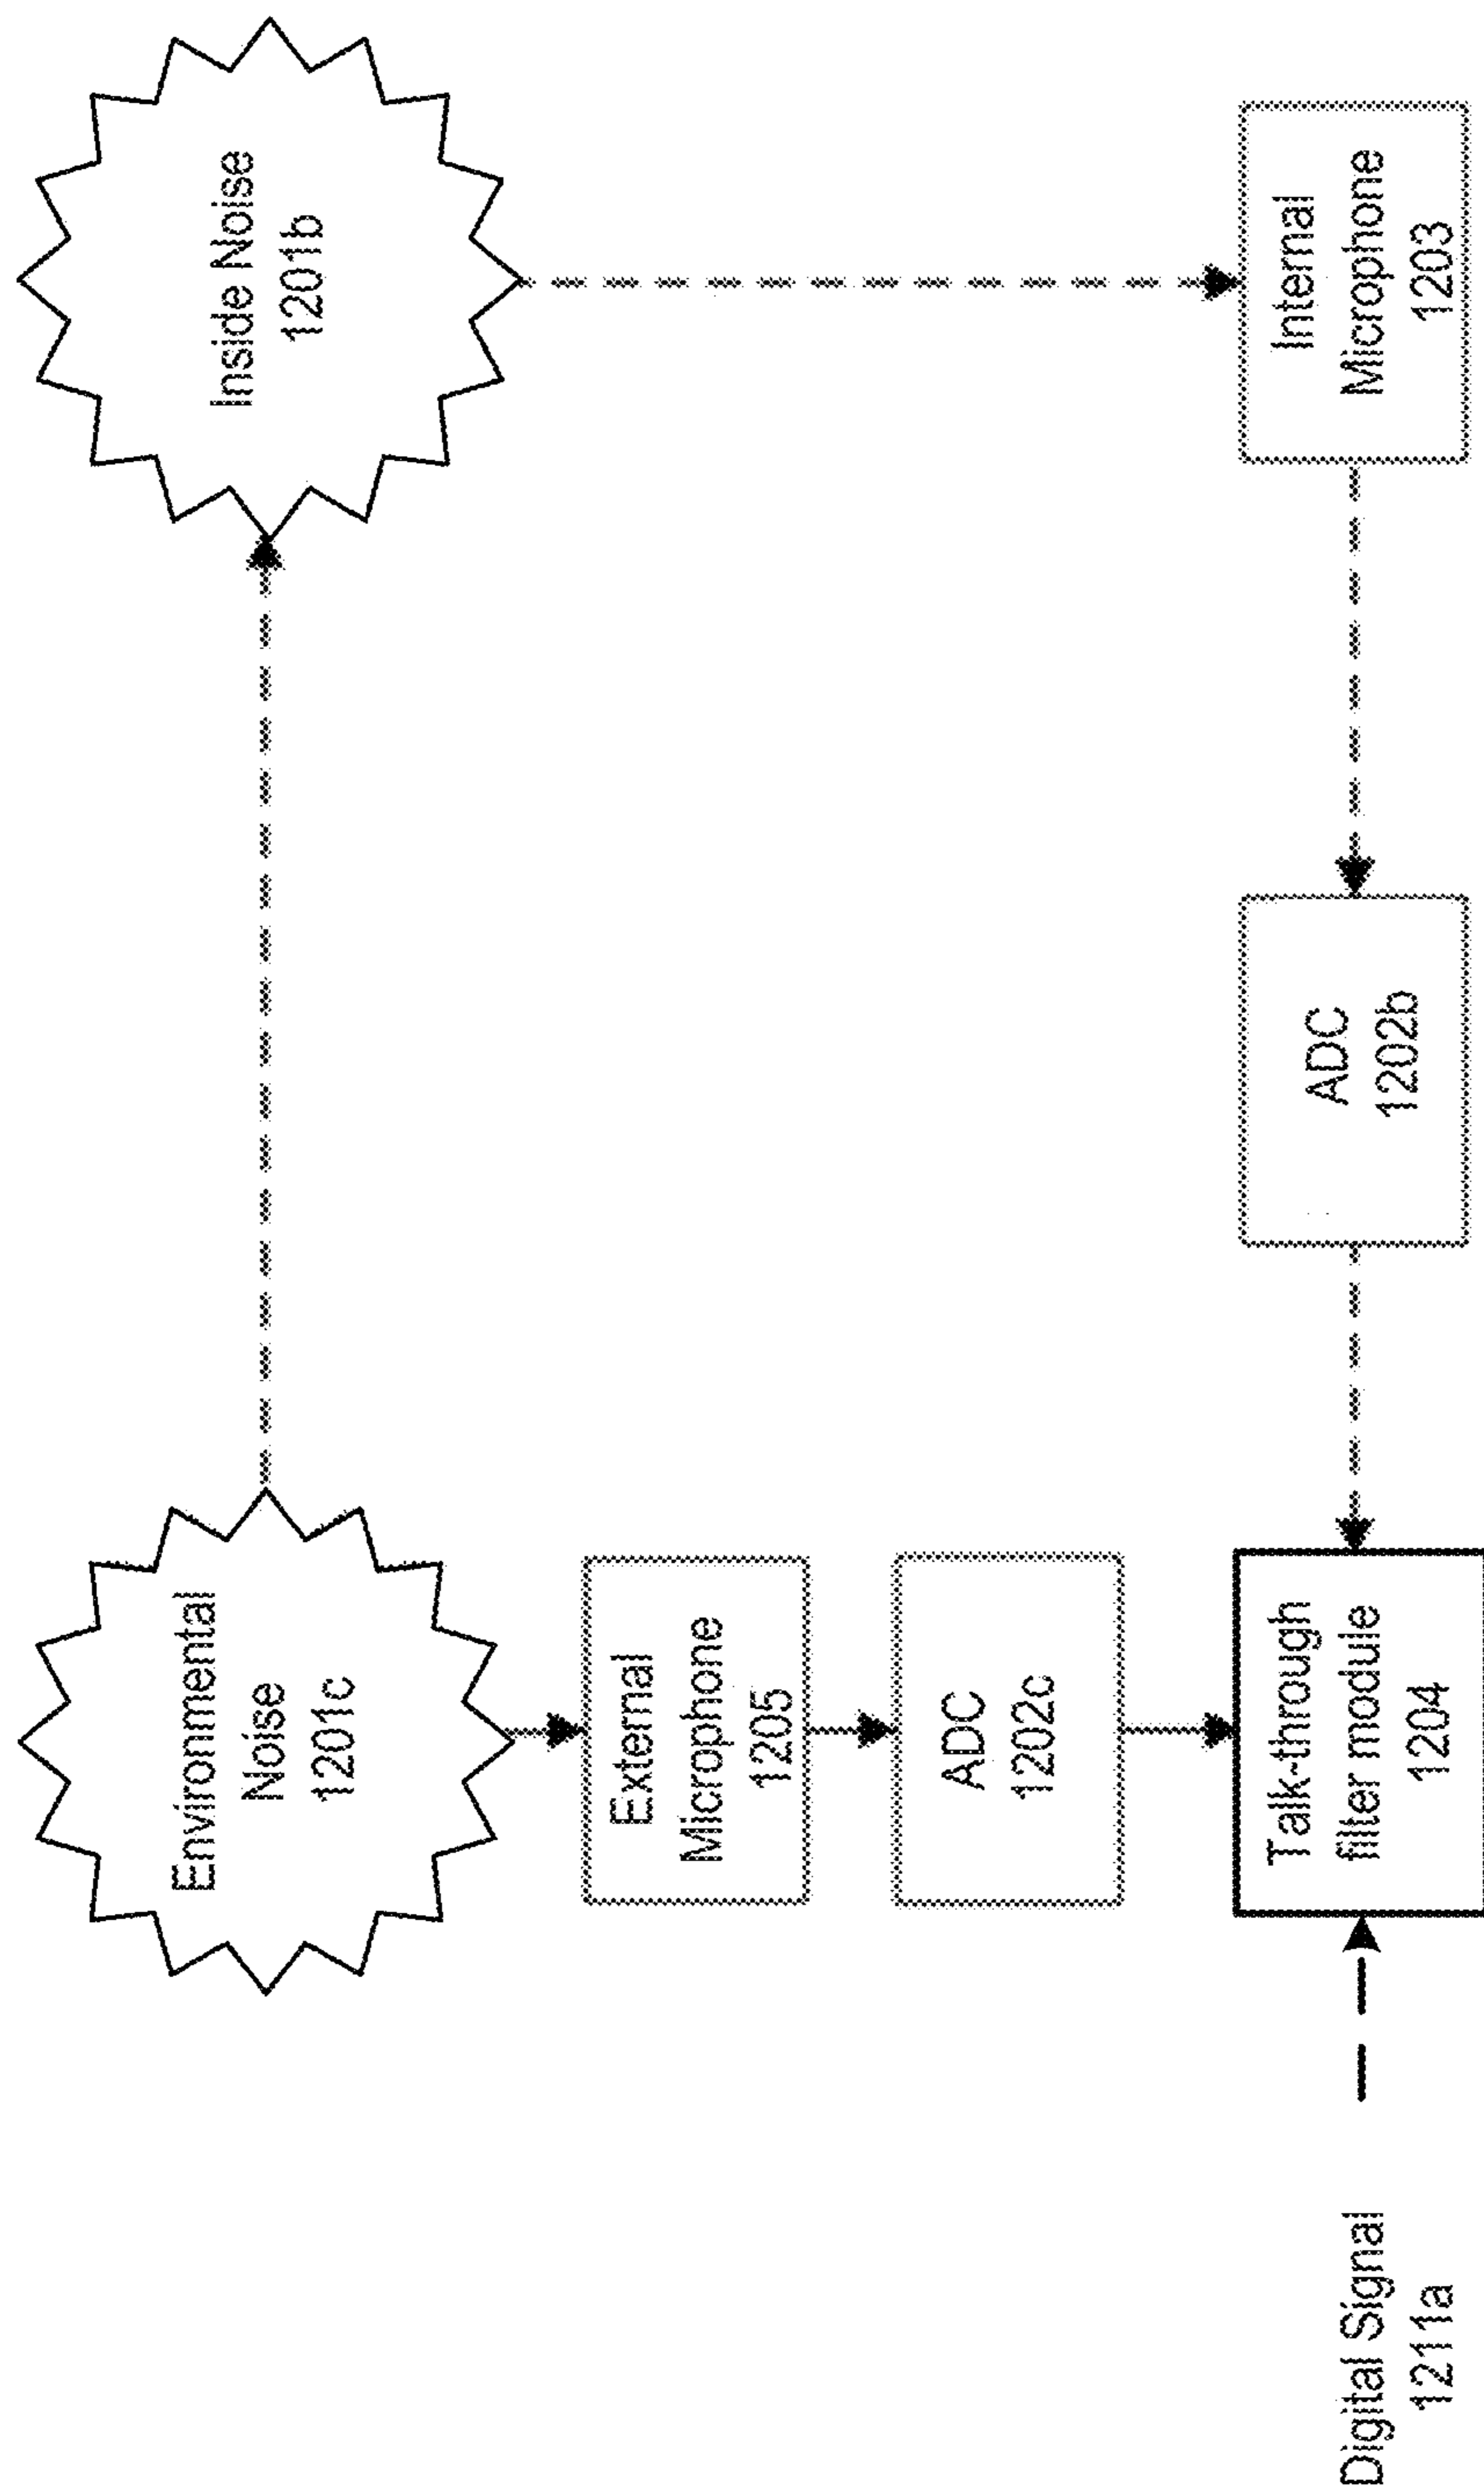 Environmental
Noise
1201c
Inside Noise
1201b
External
Microphone
1205
ADC
1202c
Digital Signal
1211a
Talk-through
filter module
1204
ADC
1202b
Internal
Microphone
1203